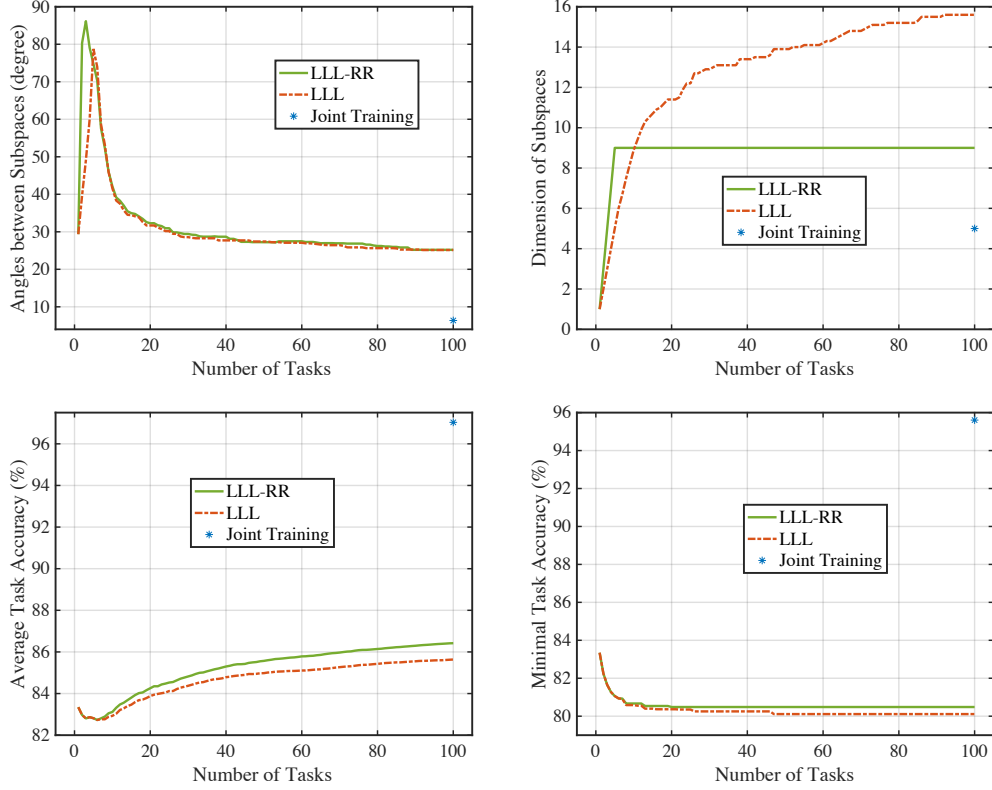 90
80
70
60
50
40
30
20
10
Angles between Subspaces (degree)
LLL-RR
LLL
Joint Training
0 20 40 60 80 100
Number of Tasks
16
14
12
10
8
6
4
2
0
Dimension of Subspaces
LLL-RR
LLL
Joint Training
0 20 40 60 80 100
Number of Tasks
96
94
92
90
88
86
84
82
Average Task Accuracy (%)
LLL-RR
LLL
Joint Training
0 20 40 60 80 100
Number of Tasks
96
94
92
90
88
86
84
82
80
Minimal Task Accuracy (%)
LLL-RR
LLL
Joint Training
0 20 40 60 80 100
Number of Tasks